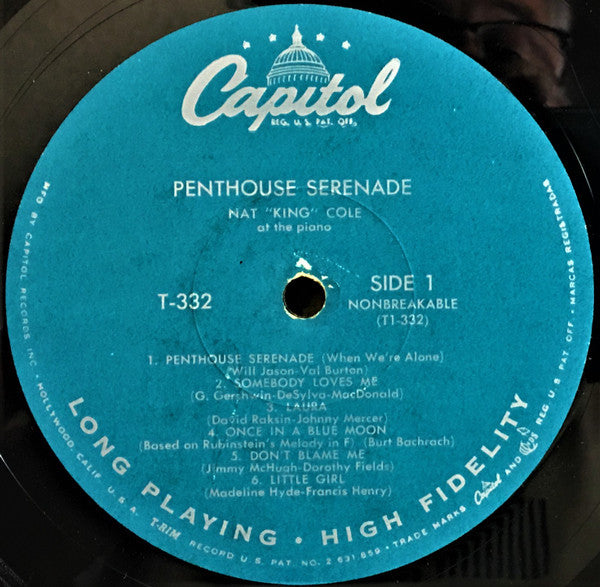 Capitol
REG. U.S. PAT. OFF.
PENTHOUSE SERENADE
NAT "KING" COLE
at the piano
T-332
SIDE 1
NONBREAKABLE
(T1-332)
1. PENTHOUSE SERENADE (When We're Alone)
(Will Jason-Val Burton)
2. SOMEBODY LOVES ME
(G. Gershwin-DeSylva-MacDonald)
3. LAURA
(David Raksin-Johnny Mercer)
4. ONCE IN A BLUE MOON
(Based on Rubinstein's Melody in F) (Burt Bachrach)
5. DON'T BLAME ME
(Jimmy McHugh-Dorothy Fields)
6. LITTLE GIRL
(Madeline Hyde-Francis Henry)
LONG PLAYING • HIGH FIDELITY
MFG BY CAPITOL RECORDS, INC. • HOLLYWOOD, CALIF. U.S.A. T-RIM RECORD U.S. PAT. NO. 2 631 859 • TRADE MARKS Capitol AND REG. U.S. PAT. OFF. • MARCAS REGISTRADAS